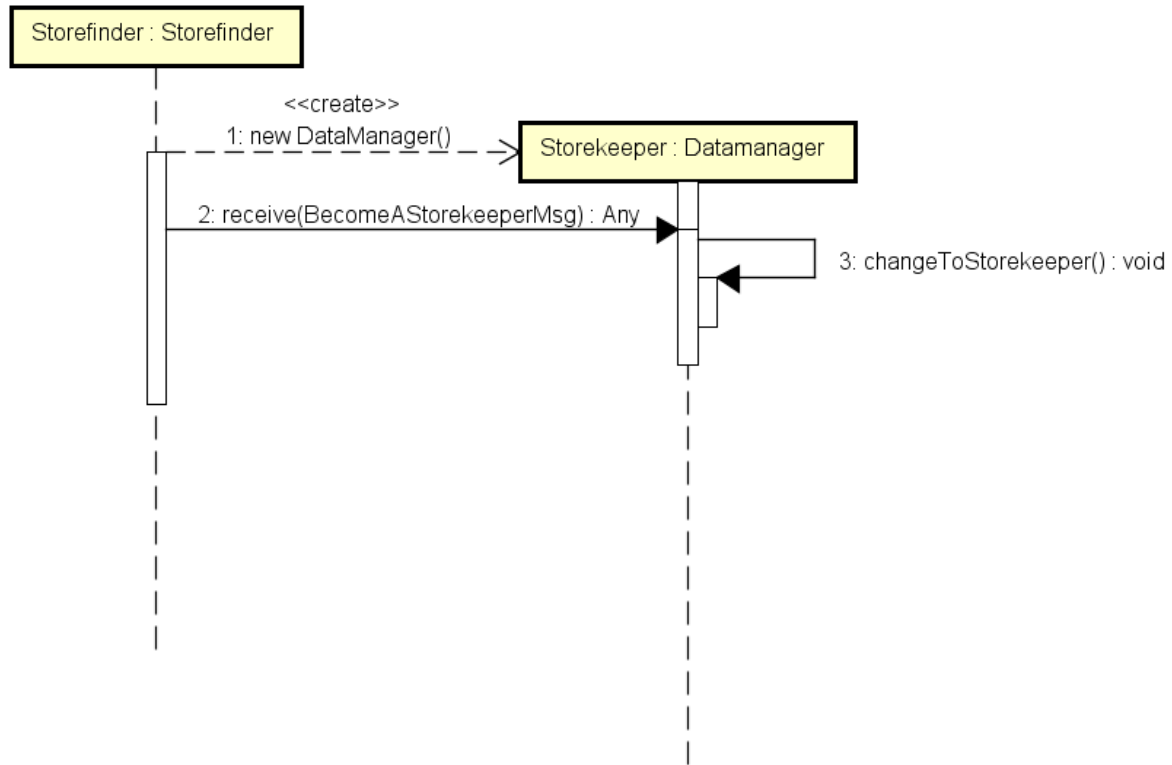 Storefinder : Storefinder
<<create>>
1: new DataManager()
Storekeeper : Datamanager
2: receive(BecomeAStorekeeperMsg) : Any
3: changeToStorekeeper() : void